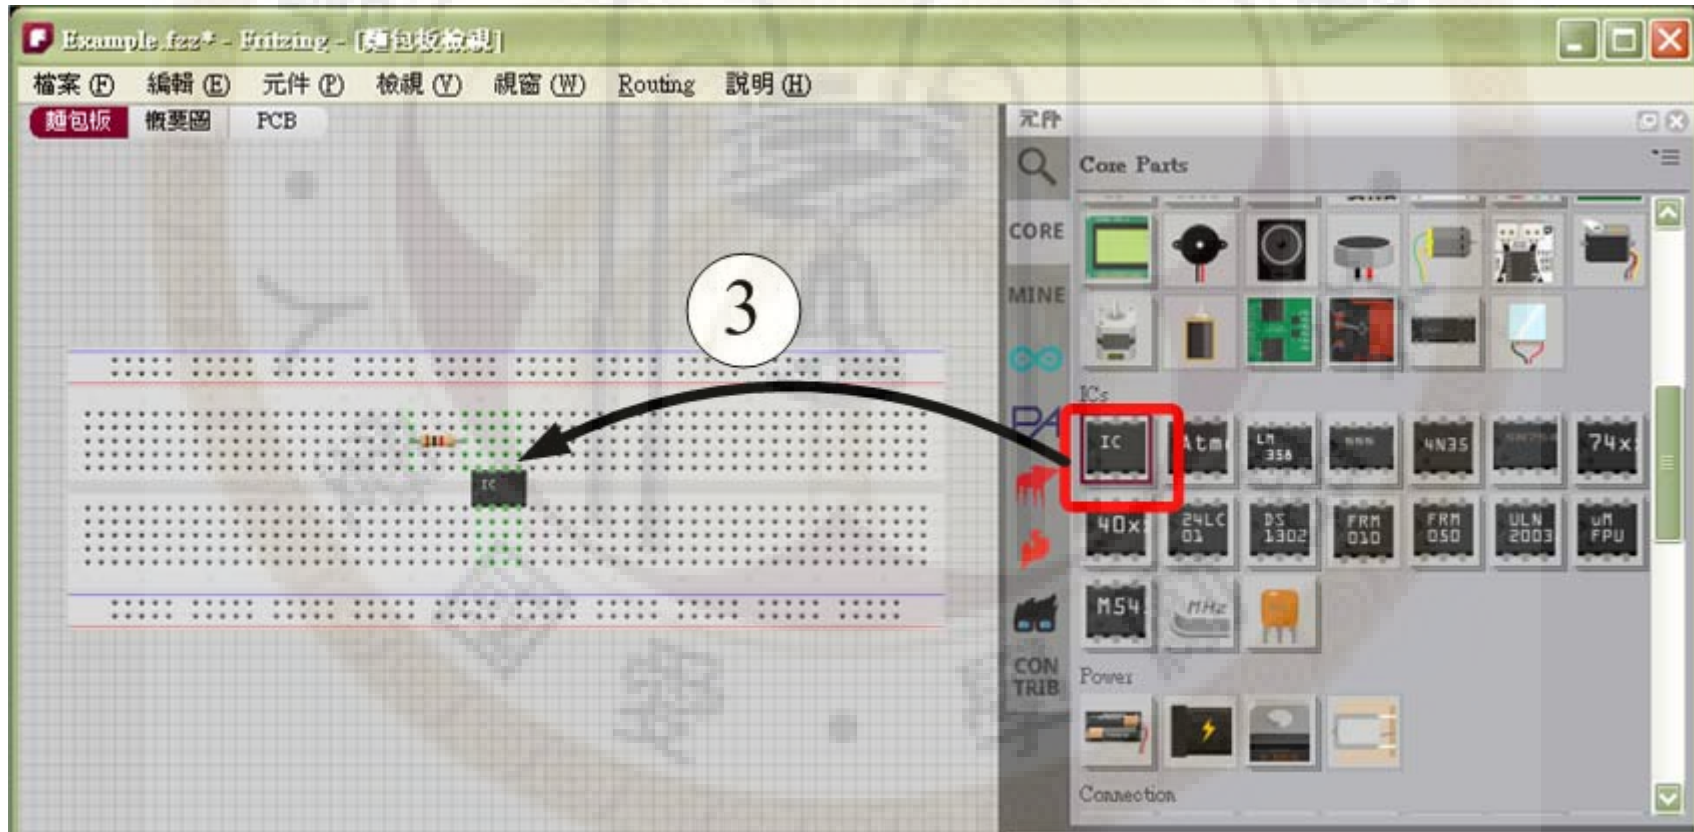 Example.fzz* - Fritzing - [麵包板檢視]
檔案 (F) 編輯 (E) 元件 (P) 檢視 (V) 視窗 (W) Routing 說明 (H)
麵包板 概要圖 PCB
元件
Core Parts
CORE
MINE
3
ICs
IC Atm LM 358 4N35 74x
IC
40x 24LC 01 DS 1302 FRM 010 FRM 050 ULN 2003 uM FPU
M54 MHz
CON
TRIB
Power
Connection